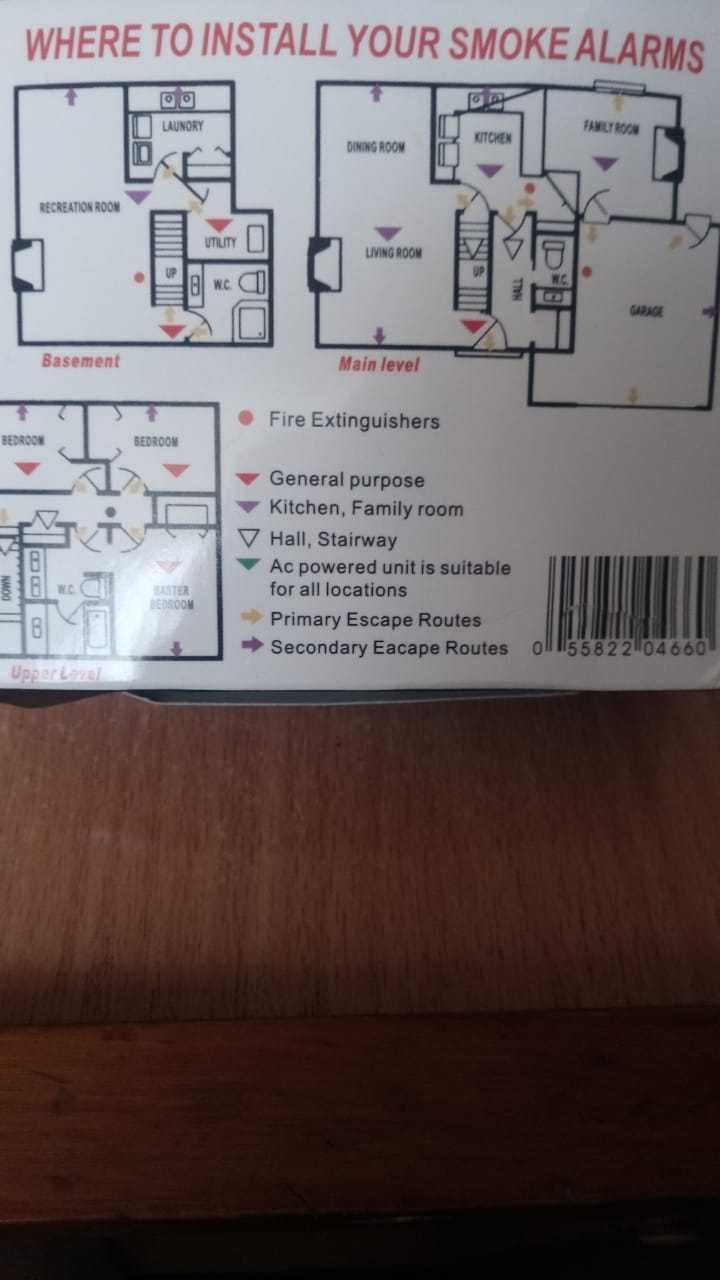 WHERE TO INSTALL YOUR SMOKE ALARMS
LAUNDRY
RECREATION ROOM
UTILITY
UP
W.C.
Basement
DINING ROOM
KITCHEN
FAMILY ROOM
LIVING ROOM
UP
HALL
W.C.
GARAGE
Main level
BEDROOM
BEDROOM
DOWN
W.C.
MASTER
BEDROOM
Upper Level
Fire Extinguishers
General purpose
Kitchen, Family room
Hall, Stairway
Ac powered unit is suitable
for all locations
Primary Escape Routes
Secondary Eacape Routes
0 55822 04660